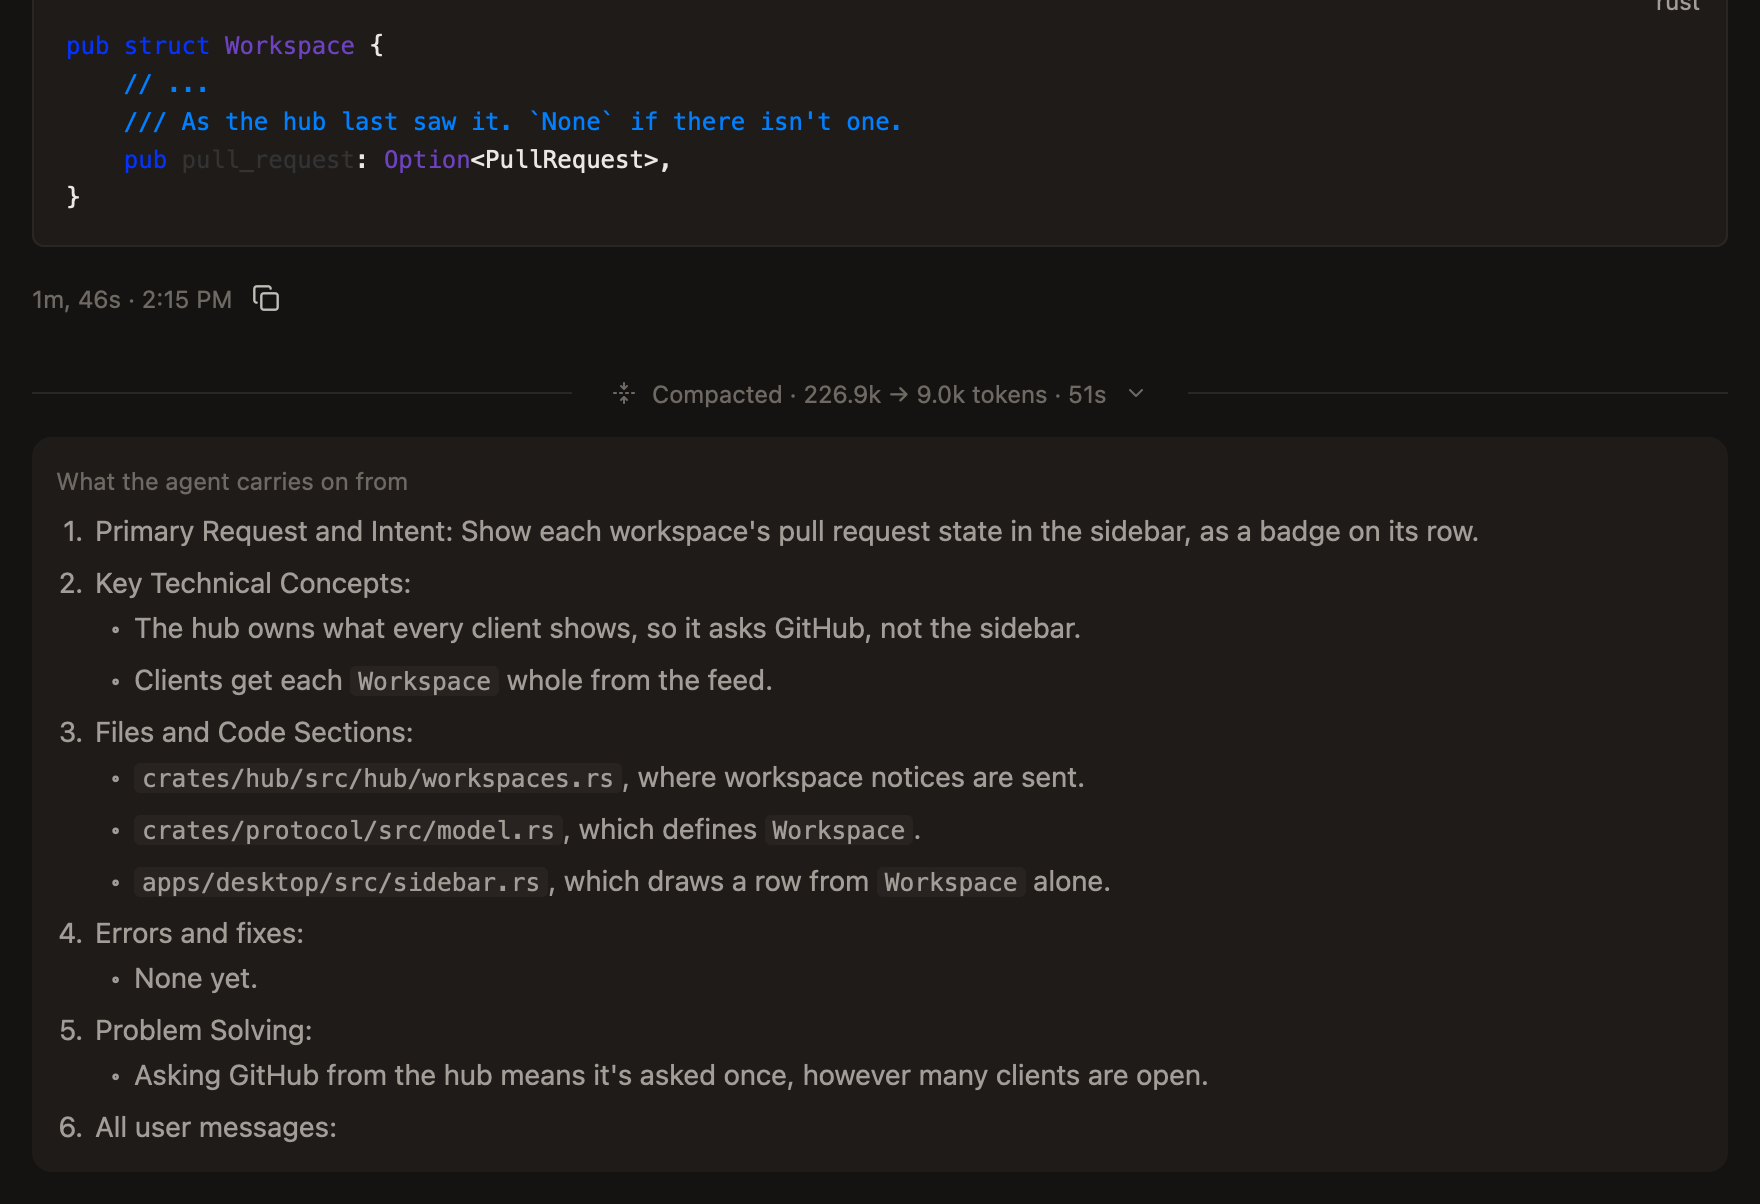 rust
pub struct Workspace {
// ...
/// As the hub last saw it. `None` if there isn't one.
pub pull_request: Option<PullRequest>,
}
1m, 46s · 2:15 PM
Compacted · 226.9k → 9.0k tokens · 51s
What the agent carries on from
1. Primary Request and Intent: Show each workspace's pull request state in the sidebar, as a badge on its row.
2. Key Technical Concepts:
• The hub owns what every client shows, so it asks GitHub, not the sidebar.
• Clients get each Workspace whole from the feed.
3. Files and Code Sections:
• crates/hub/src/hub/workspaces.rs, where workspace notices are sent.
• crates/protocol/src/model.rs, which defines Workspace.
• apps/desktop/src/sidebar.rs, which draws a row from Workspace alone.
4. Errors and fixes:
• None yet.
5. Problem Solving:
• Asking GitHub from the hub means it's asked once, however many clients are open.
6. All user messages: